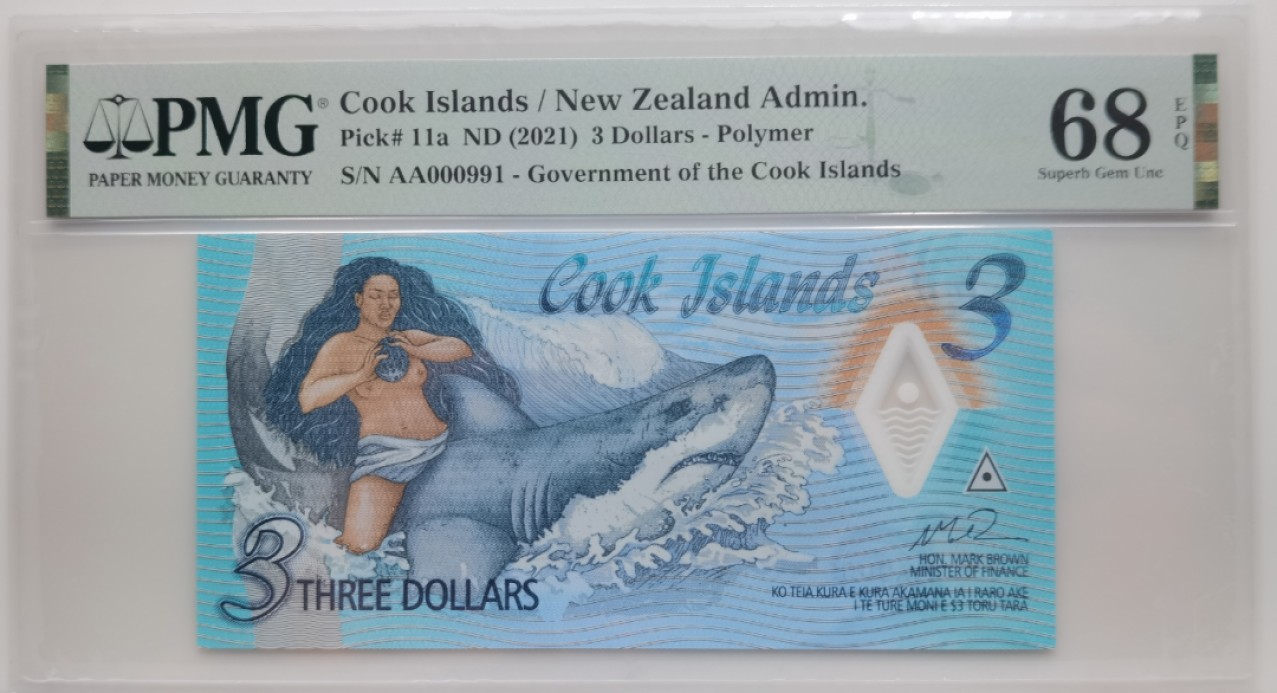 PMG®
PAPER MONEY GUARANTY
Cook Islands / New Zealand Admin.
Pick# 11a ND (2021) 3 Dollars - Polymer
S/N AA000991 - Government of the Cook Islands
68
EPQ
Superb Gem Unc
Cook Islands
3
3 THREE DOLLARS
HON. MARK BROWN
MINISTER OF FINANCE
KO TEIA KURA E KURA AKAMANA IA I RARO AKE
I TE TURE MONI E $3 TORU TARA